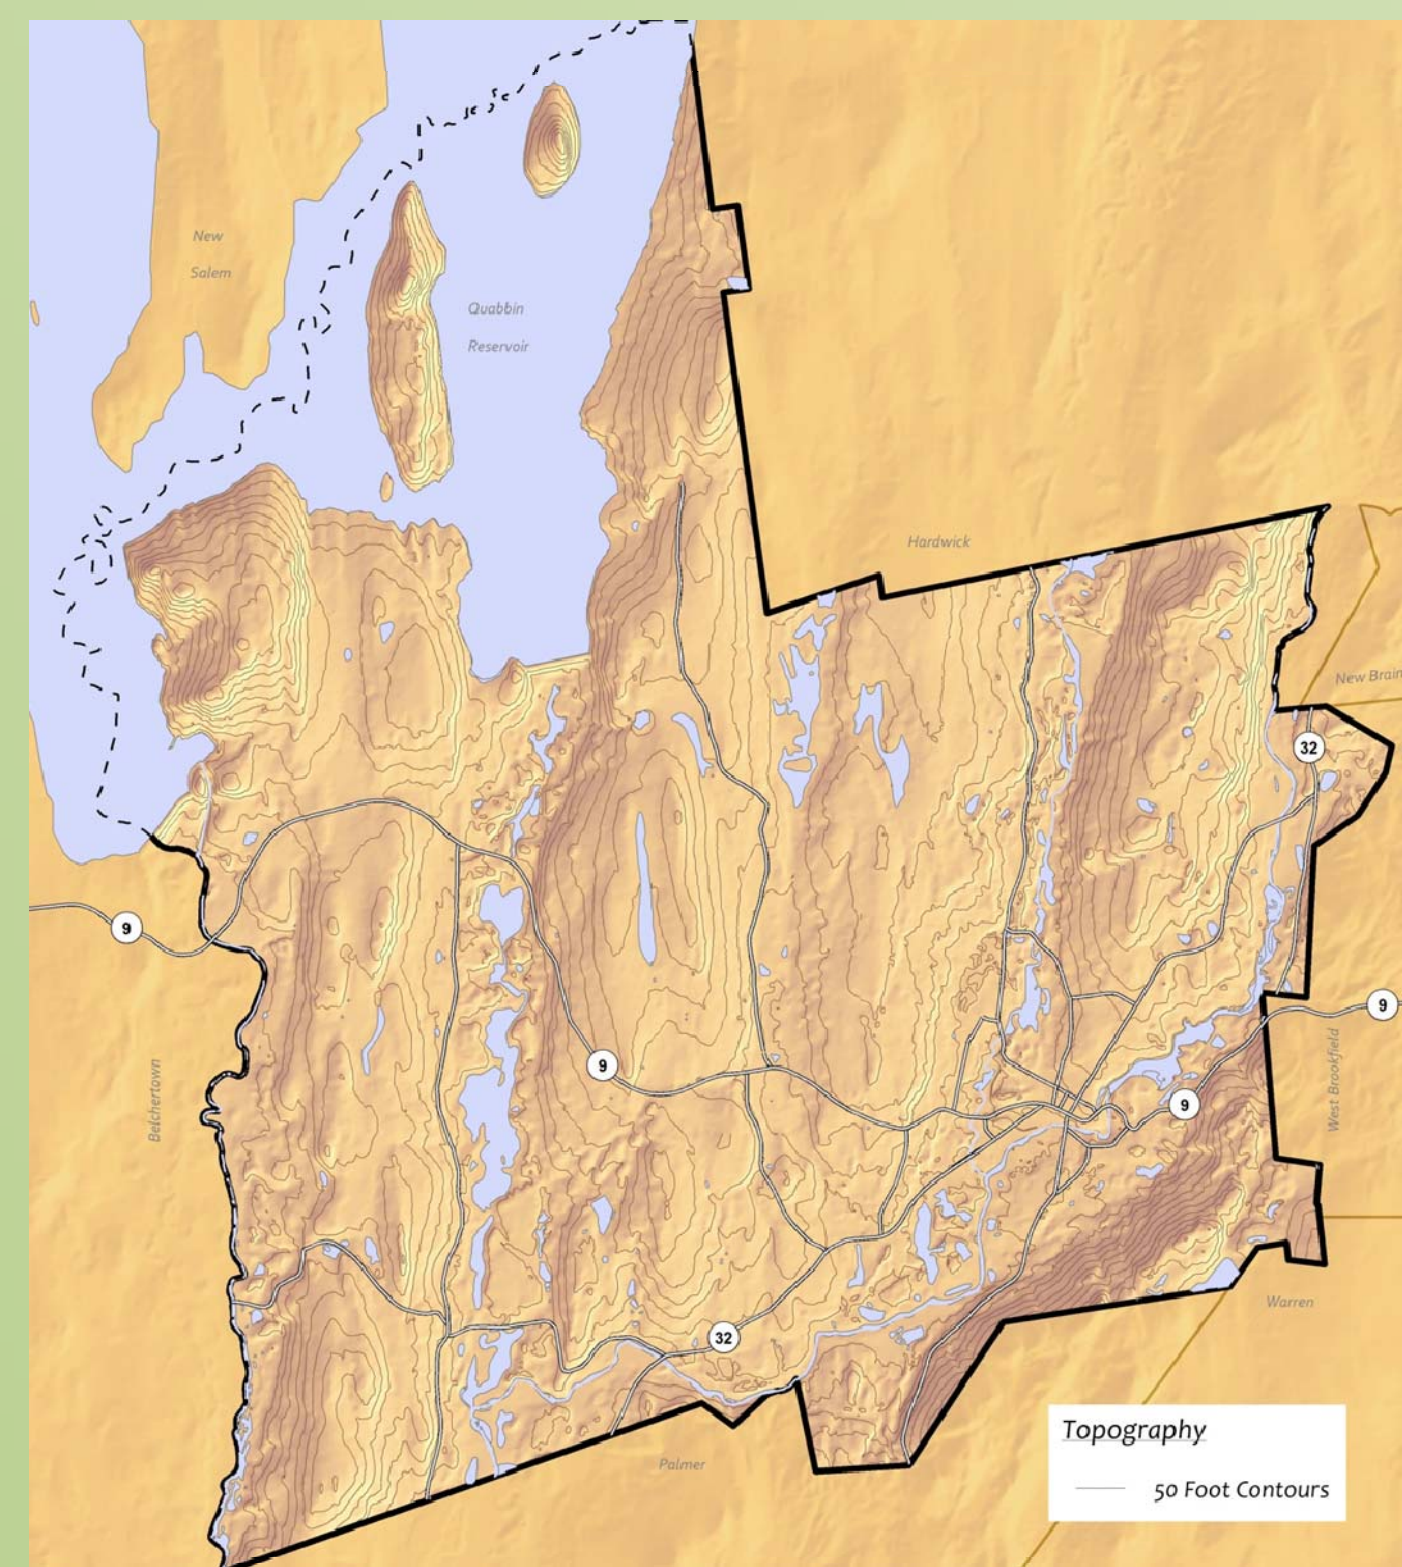 New
Salem
Quabbin
Reservoir
Hardwick
New Brain
32
9
9
West Brookfield
9
Belchertown
9
32
Warren
Palmer
Topography
50 Foot Contours